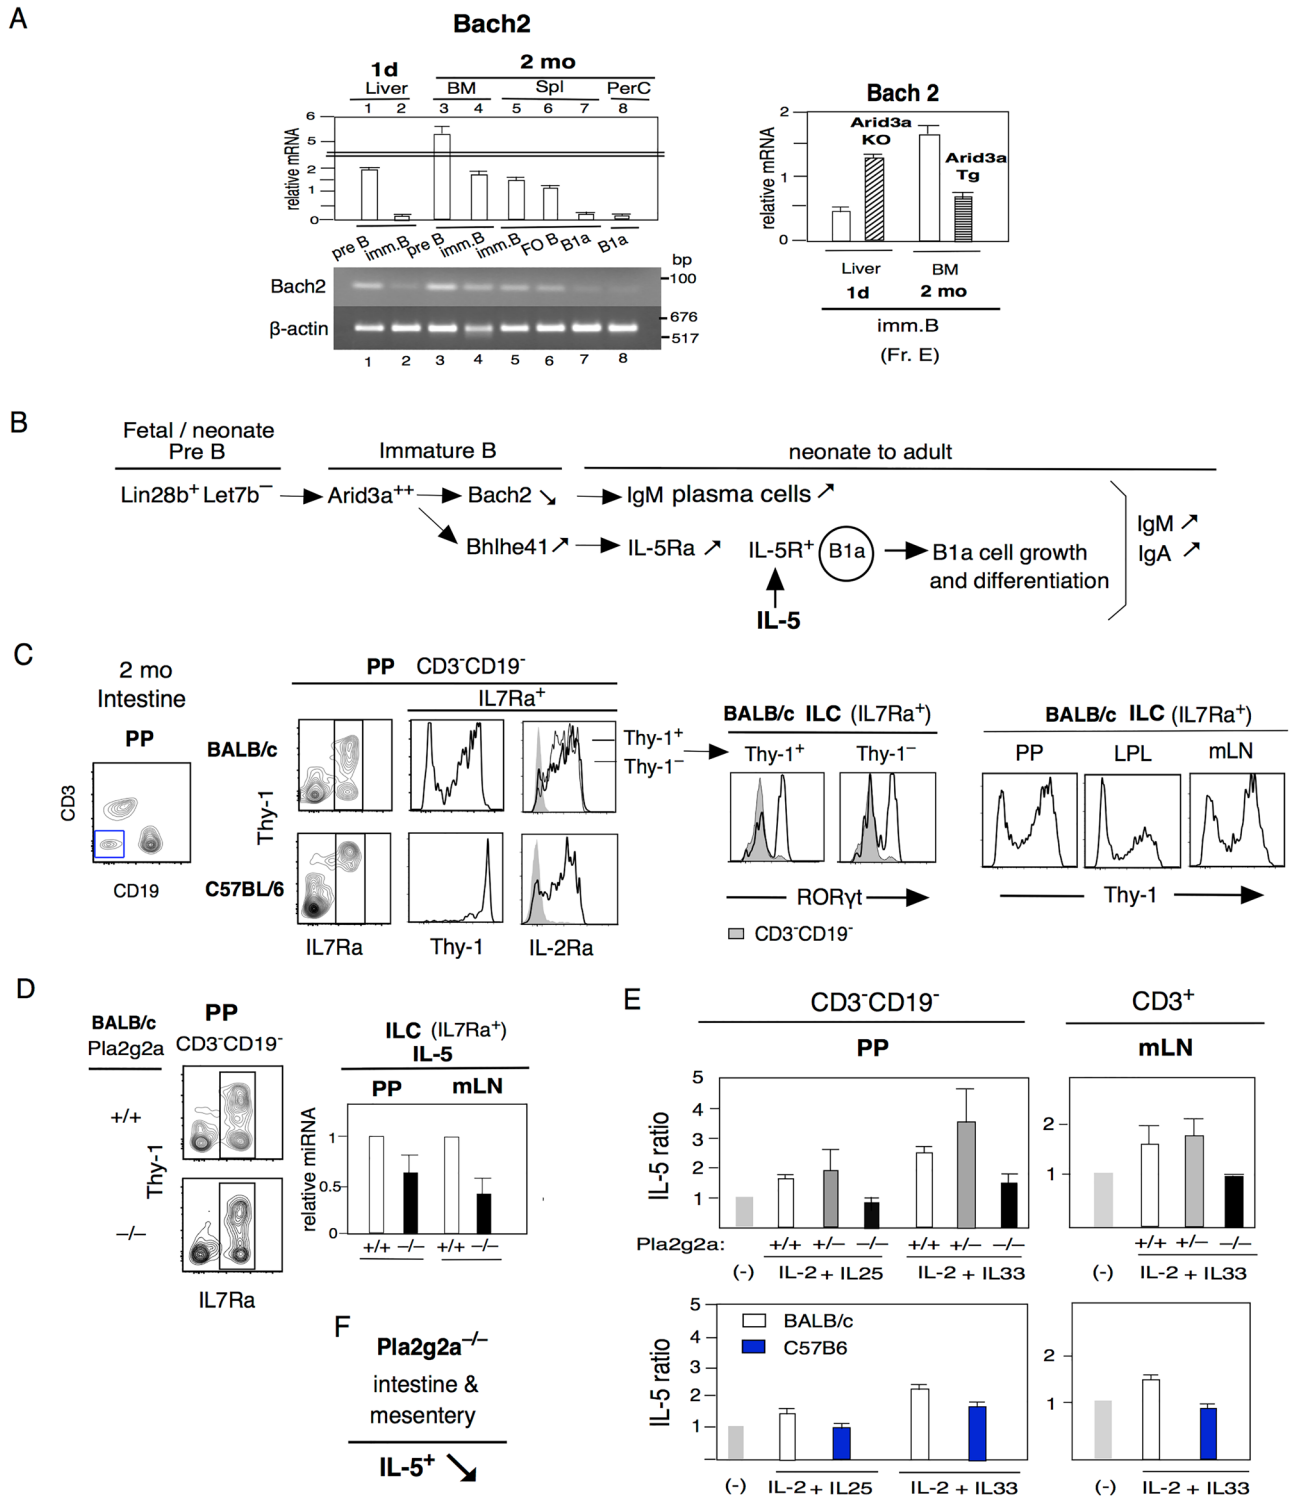 A
Bach2
1d
2 mo
Liver
BM
Spl
PerC
1 2 3 4 5 6 7 8
relative mRNA
6
5
2
1
0
pre B
imm.B
pre B
imm.B
imm.B
FO B
B1a
B1a
bp
Bach2
100
β-actin
676
517
1 2 3 4 5 6 7 8
Bach 2
relative mRNA
2
1
0
Arid3a
KO
Arid3a
Tg
Liver
BM
1d
2 mo
imm.B
(Fr. E)
B
Fetal / neonate
Pre B
Immature B
neonate to adult
Lin28b⁺ Let7b⁻ → Arid3a⁺⁺ → Bach2 ↘ → IgM plasma cells ↗
Bhlhe41 ↗ → IL-5Ra ↗
IL-5R⁺
B1a
B1a cell growth
and differentiation
IL-5
IgM ↗
IgA ↗
C
2 mo
Intestine
PP
CD3
CD19
PP CD3⁻CD19⁻
IL7Ra⁺
BALB/c
Thy-1
C57BL/6
IL7Ra
Thy-1
IL-2Ra
Thy-1⁺
Thy-1⁻
BALB/c ILC (IL7Ra⁺)
Thy-1⁺
Thy-1⁻
RORγt
CD3⁻CD19⁻
BALB/c ILC (IL7Ra⁺)
PP
LPL
mLN
Thy-1
D
BALB/c
Pla2g2a
PP
CD3⁻CD19⁻
+/+
–/–
Thy-1
IL7Ra
ILC (IL7Ra⁺)
IL-5
PP
mLN
relative miRNA
1
0.5
0
+/+ –/– +/+ –/–
E
CD3⁻CD19⁻
CD3⁺
PP
mLN
IL-5 ratio
5
4
3
2
1
2
1
Pla2g2a:
+/+ +/– –/– +/+ +/– –/–
+/+ +/– –/–
(-) IL-2 + IL25 IL-2 + IL33
(-) IL-2 + IL33
IL-5 ratio
5
4
3
2
1
BALB/c
C57B6
2
1
(-) IL-2 + IL25 IL-2 + IL33
(-) IL-2 + IL33
F
Pla2g2a⁻/⁻
intestine &
mesentery
IL-5⁺ ↘